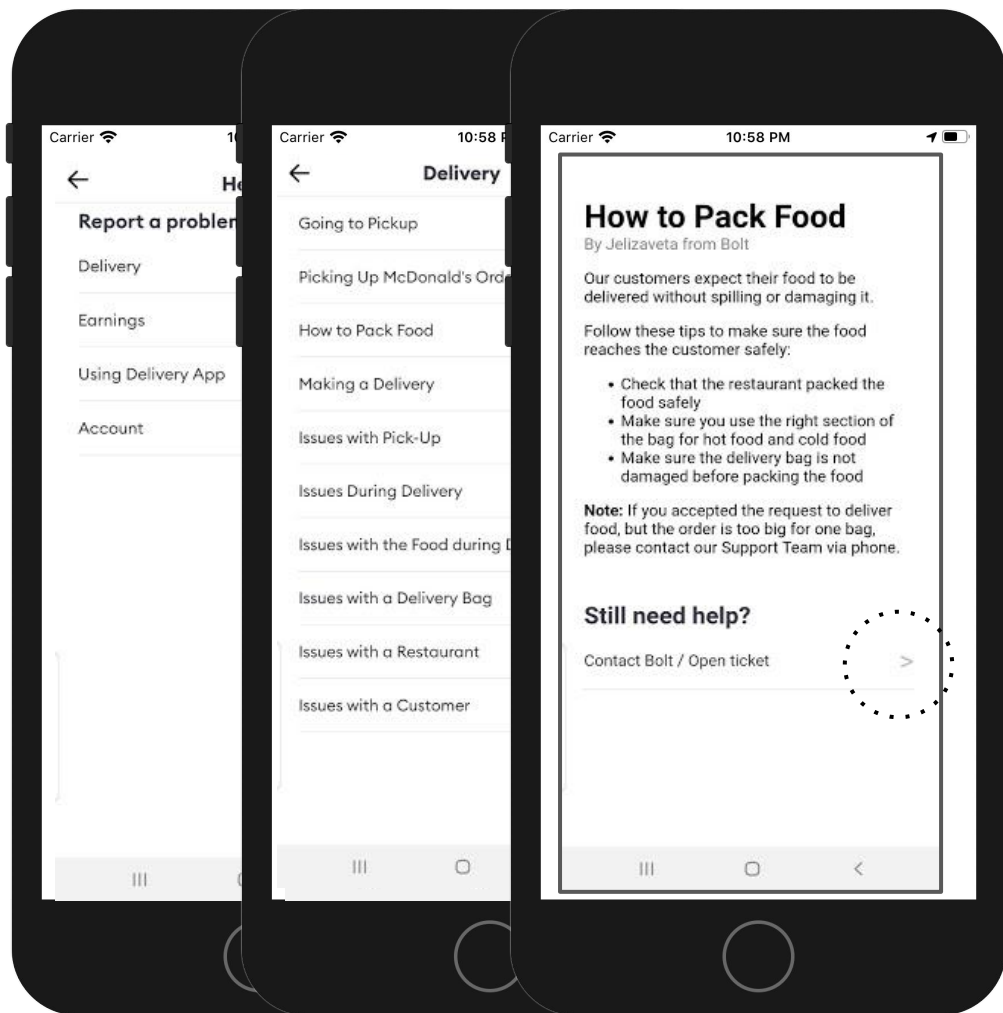 Carrier
Report a problem
Delivery
Earnings
Using Delivery App
Account
Carrier
10:58
Delivery
Going to Pickup
Picking Up McDonald's
How to Pack Food
Making a Delivery
Issues with Pick-Up
Issues During Delivery
Issues with the Food during
Issues with a Delivery Bag
Issues with a Restaurant
Issues with a Customer
Carrier
10:58 PM
How to Pack Food
By Jelizaveta from Bolt
Our customers expect their food to be
delivered without spilling or damaging it.
Follow these tips to make sure the food
reaches the customer safely:
• Check that the restaurant packed the
food safely
• Make sure you use the right section of
the bag for hot food and cold food
• Make sure the delivery bag is not
damaged before packing the food
Note: If you accepted the request to deliver
food, but the order is too big for one bag,
please contact our Support Team via phone.
Still need help?
Contact Bolt / Open ticket >